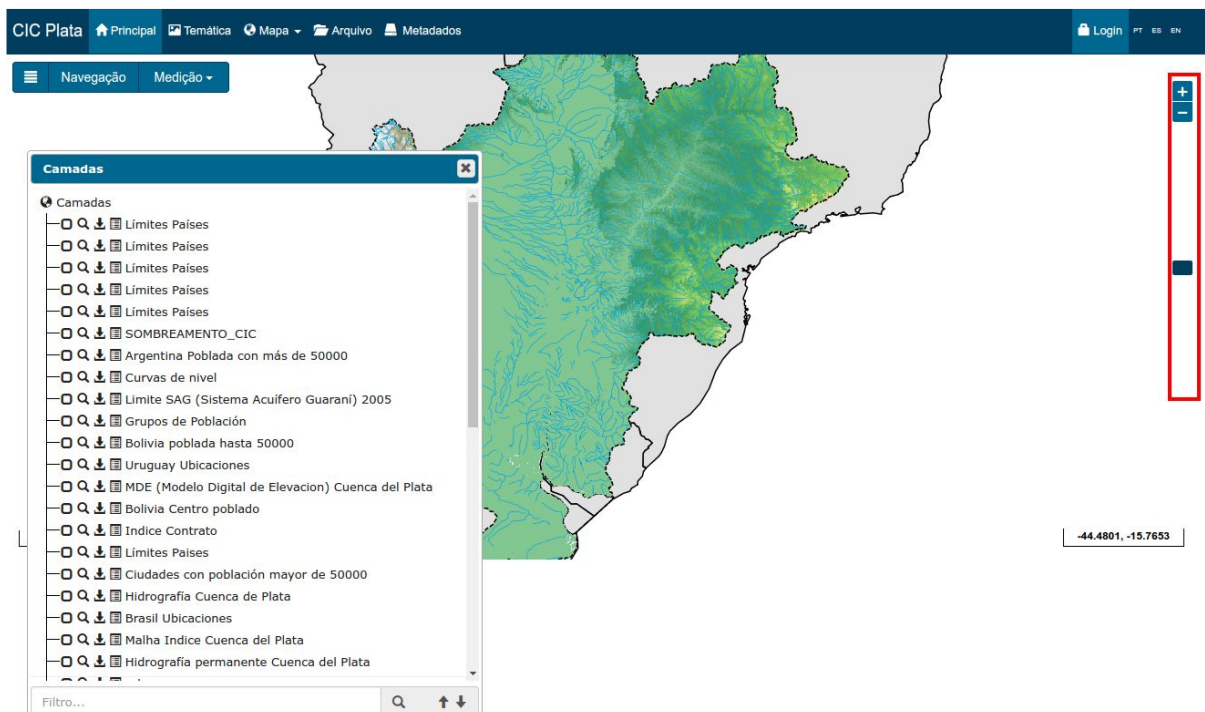 CIC Plata Principal Temática Mapa Arquivo Metadados Login PT ES EN
Navegação Medição
Camadas
Camadas
Límites Países
Límites Países
Límites Países
Límites Países
Límites Países
SOMBREAMENTO_CIC
Argentina Poblada con más de 50000
Curvas de nivel
Limite SAG (Sistema Acuífero Guaraní) 2005
Grupos de Población
Bolivia poblada hasta 50000
Uruguay Ubicaciones
MDE (Modelo Digital de Elevacion) Cuenca del Plata
Bolivia Centro poblado
Indice Contrato
Límites Paises
Ciudades con población mayor de 50000
Hidrografía Cuenca de Plata
Brasil Ubicaciones
Malha Indice Cuenca del Plata
Hidrografía permanente Cuenca del Plata
Filtro...
-44.4801, -15.7653